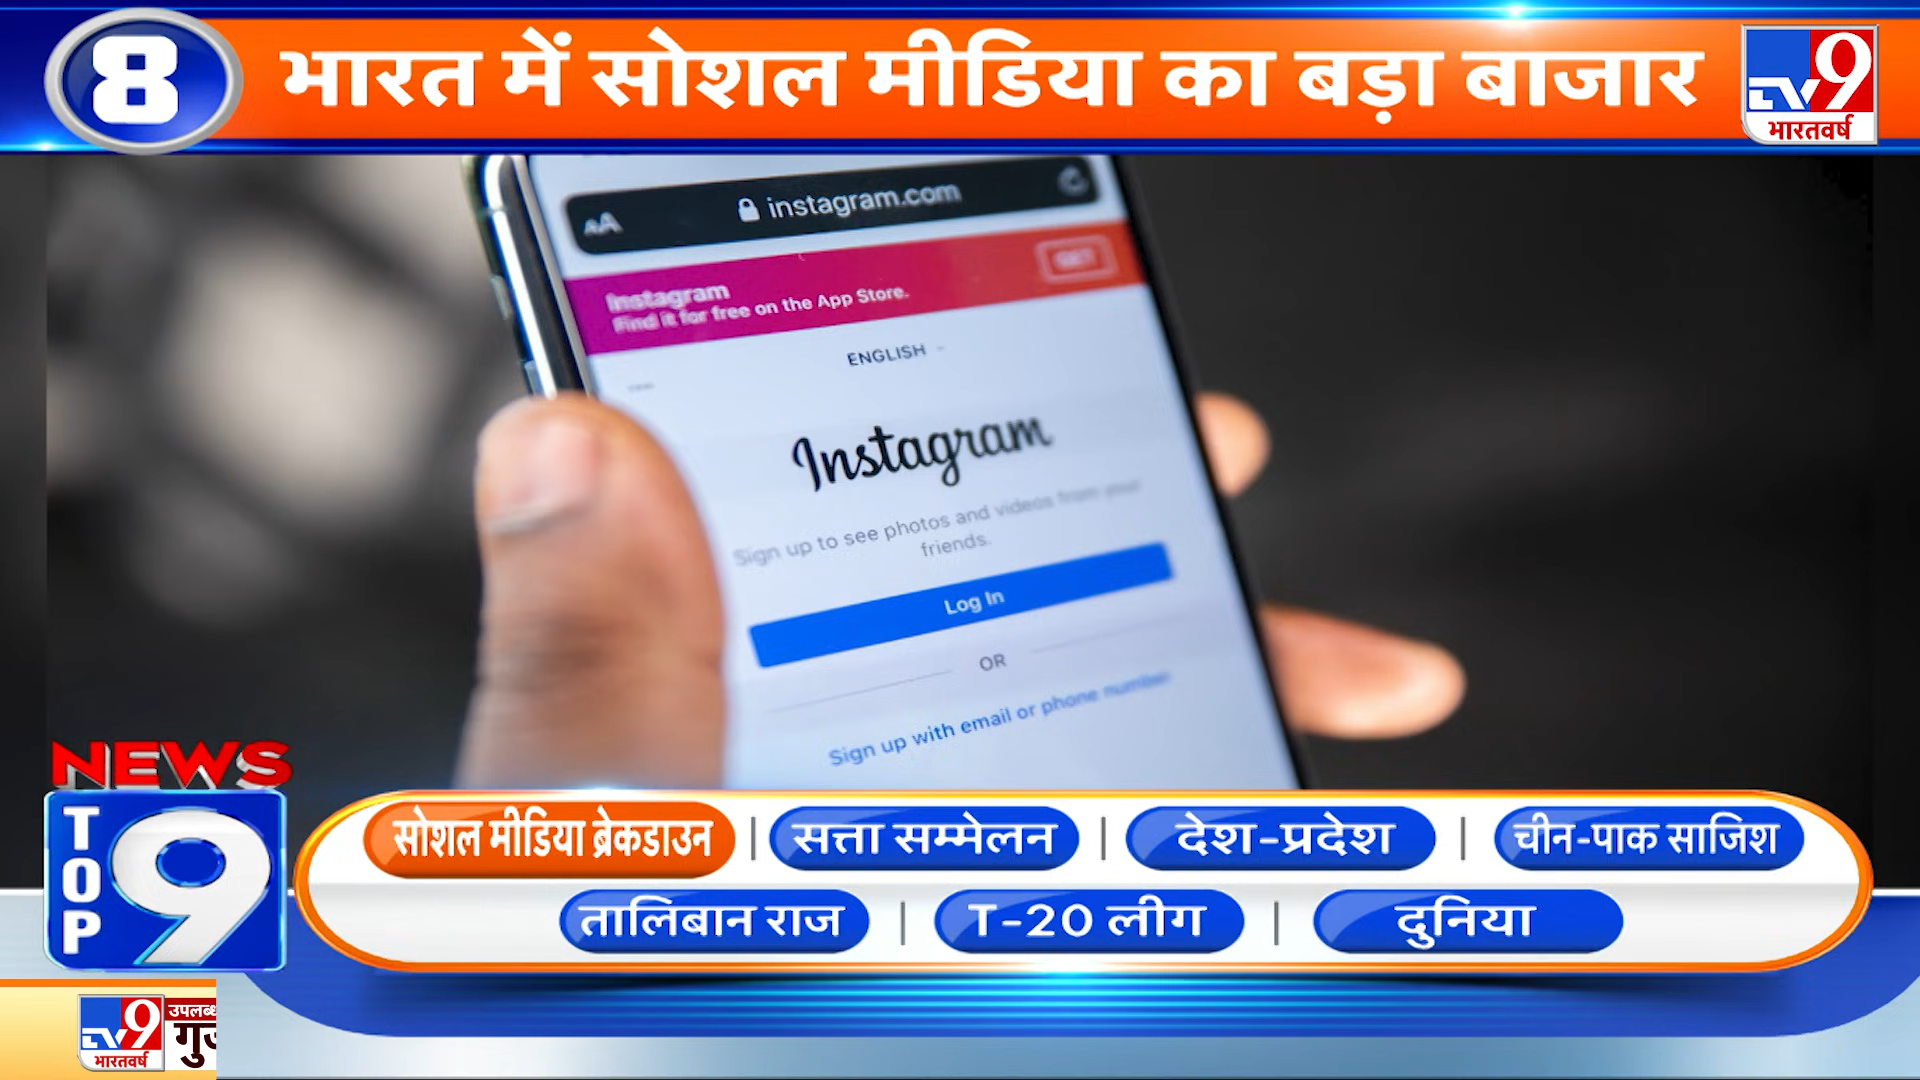 8
भारत में सोशल मीडिया का बड़ा बाजार
TV9
भारतवर्ष
AA instagram.com
Instagram
Find it for free on the App Store.
GET
ENGLISH
Instagram
Sign up to see photos and videos from your
friends.
Log In
OR
Sign up with email or phone number
NEWS
TOP 9
सोशल मीडिया ब्रेकडाउन | सत्ता सम्मेलन | देश-प्रदेश | चीन-पाक साजिश
तालिबान राज | T-20 लीग | दुनिया
TV9
भारतवर्ष
उपलब्ध